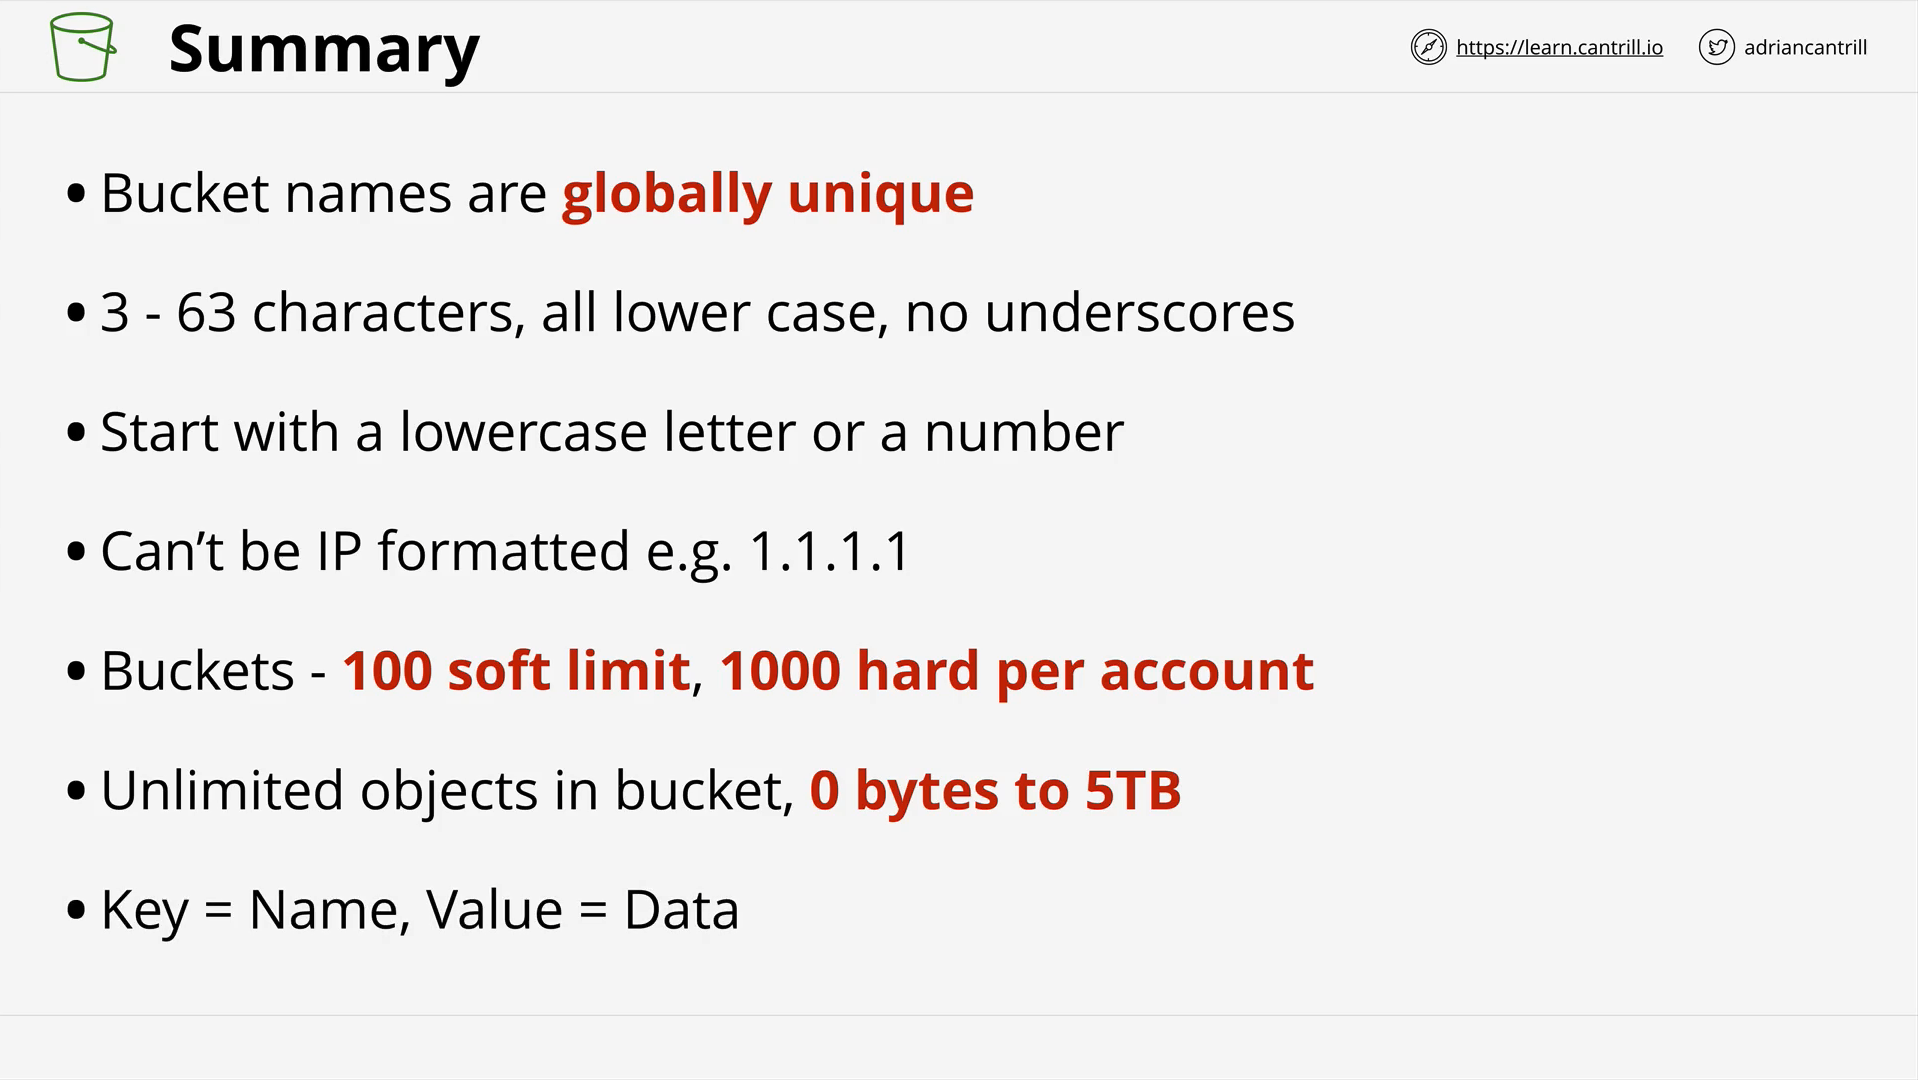 Summary
https://learn.cantrill.io
adriancantrill
• Bucket names are globally unique
• 3 - 63 characters, all lower case, no underscores
• Start with a lowercase letter or a number
• Can’t be IP formatted e.g. 1.1.1.1
• Buckets - 100 soft limit, 1000 hard per account
• Unlimited objects in bucket, 0 bytes to 5TB
• Key = Name, Value = Data